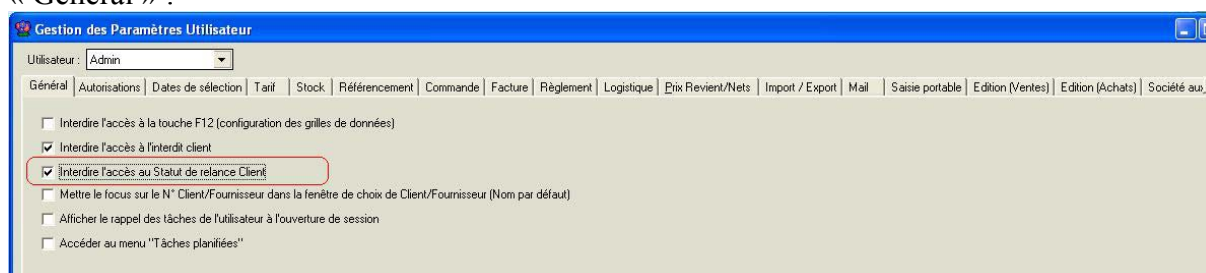 « Général » :
Gestion des Paramètres Utilisateur
Utilisateur : Admin
Général Autorisations Dates de sélection Tarif Stock Référencement Commande Facture Règlement Logistique Prix Revient/Nets Import / Export Mail Saisie portable Edition (Ventes) Edition (Achats) Société aux
Interdire l'accès à la touche F12 (configuration des grilles de données)
Interdire l'accès à l'interdit client
Interdire l'accès au Statut de relance Client
Mettre le focus sur le N° Client/Fournisseur dans la fenêtre de choix de Client/Fournisseur (Nom par défaut)
Afficher le rappel des tâches de l'utilisateur à l'ouverture de session
Accéder au menu "Tâches planifiées"